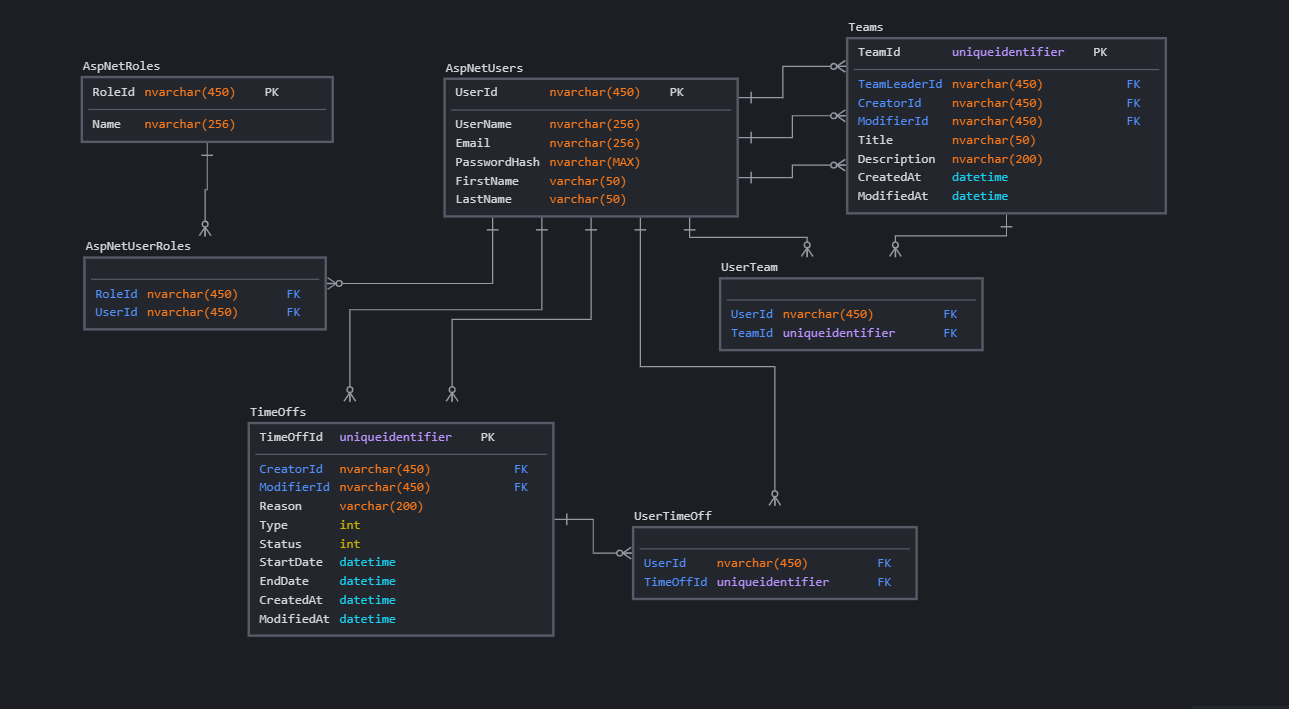 AspNetRoles
RoleId nvarchar(450) PK
Name nvarchar(256)
AspNetUsers
UserId nvarchar(450) PK
UserName nvarchar(256)
Email nvarchar(256)
PasswordHash nvarchar(MAX)
FirstName varchar(50)
LastName varchar(50)
Teams
TeamId uniqueidentifier PK
TeamLeaderId nvarchar(450) FK
CreatorId nvarchar(450) FK
ModifierId nvarchar(450) FK
Title nvarchar(50)
Description nvarchar(200)
CreatedAt datetime
ModifiedAt datetime
AspNetUserRoles
RoleId nvarchar(450) FK
UserId nvarchar(450) FK
UserTeam
UserId nvarchar(450) FK
TeamId uniqueidentifier FK
TimeOffs
TimeOffId uniqueidentifier PK
CreatorId nvarchar(450) FK
ModifierId nvarchar(450) FK
Reason varchar(200)
Type int
Status int
StartDate datetime
EndDate datetime
CreatedAt datetime
ModifiedAt datetime
UserTimeOff
UserId nvarchar(450) FK
TimeOffId uniqueidentifier FK